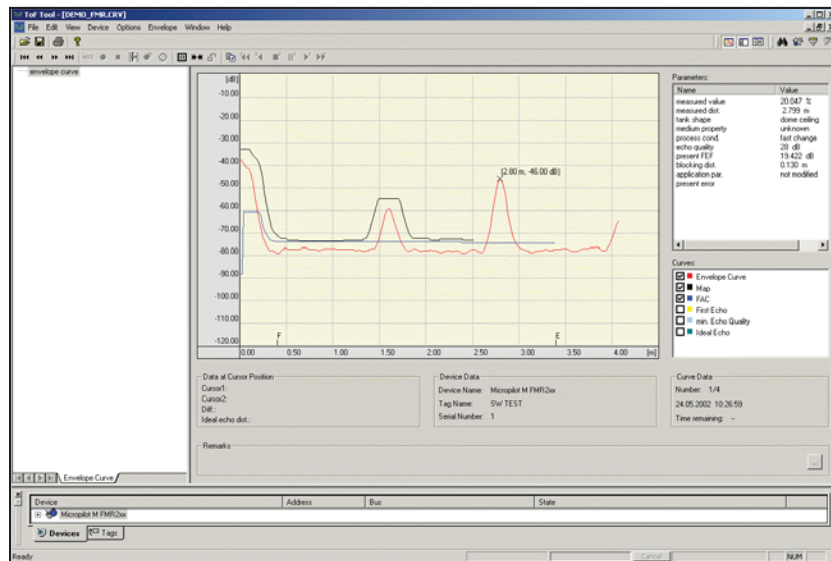 ToF Tool - [DEMO_FMR.CRV]
File Edit View Device Options Envelope Window Help
envelope curve
[dB]
-10.00
-20.00
-30.00
-40.00
-50.00
-60.00
-70.00
-80.00
-90.00
-100.00
-110.00
-120.00
(2.80 m, -46.00 dB)
F
E
0.00 0.50 1.00 1.50 2.00 2.50 3.00 3.50 4.00 [m]
Parameters:
Name Value
measured value 20.047 %
measured dist. 2.799 m
tank shape dome ceiling
medium property unknown
process cond. fast change
echo quality 28 dB
present FEF 19.422 dB
blocking dist. 0.130 m
application par. not modified
present error
Curves:
Envelope Curve
Map
FAC
First Echo
min. Echo Quality
Ideal Echo
Data at Cursor Position
Cursor1:
Cursor2:
Diff.:
Ideal echo dist.:
Device Data
Device Name: Micropilot M FMR2xx
Tag Name: SW TEST
Serial Number: 1
Curve Data
Number: 1/4
24.05.2002 10:26:59
Time remaining: --
Remarks
...
Envelope Curve
Device Address Bus State
Micropilot M FMR2xx
Devices Tags
Ready Cancel NUM